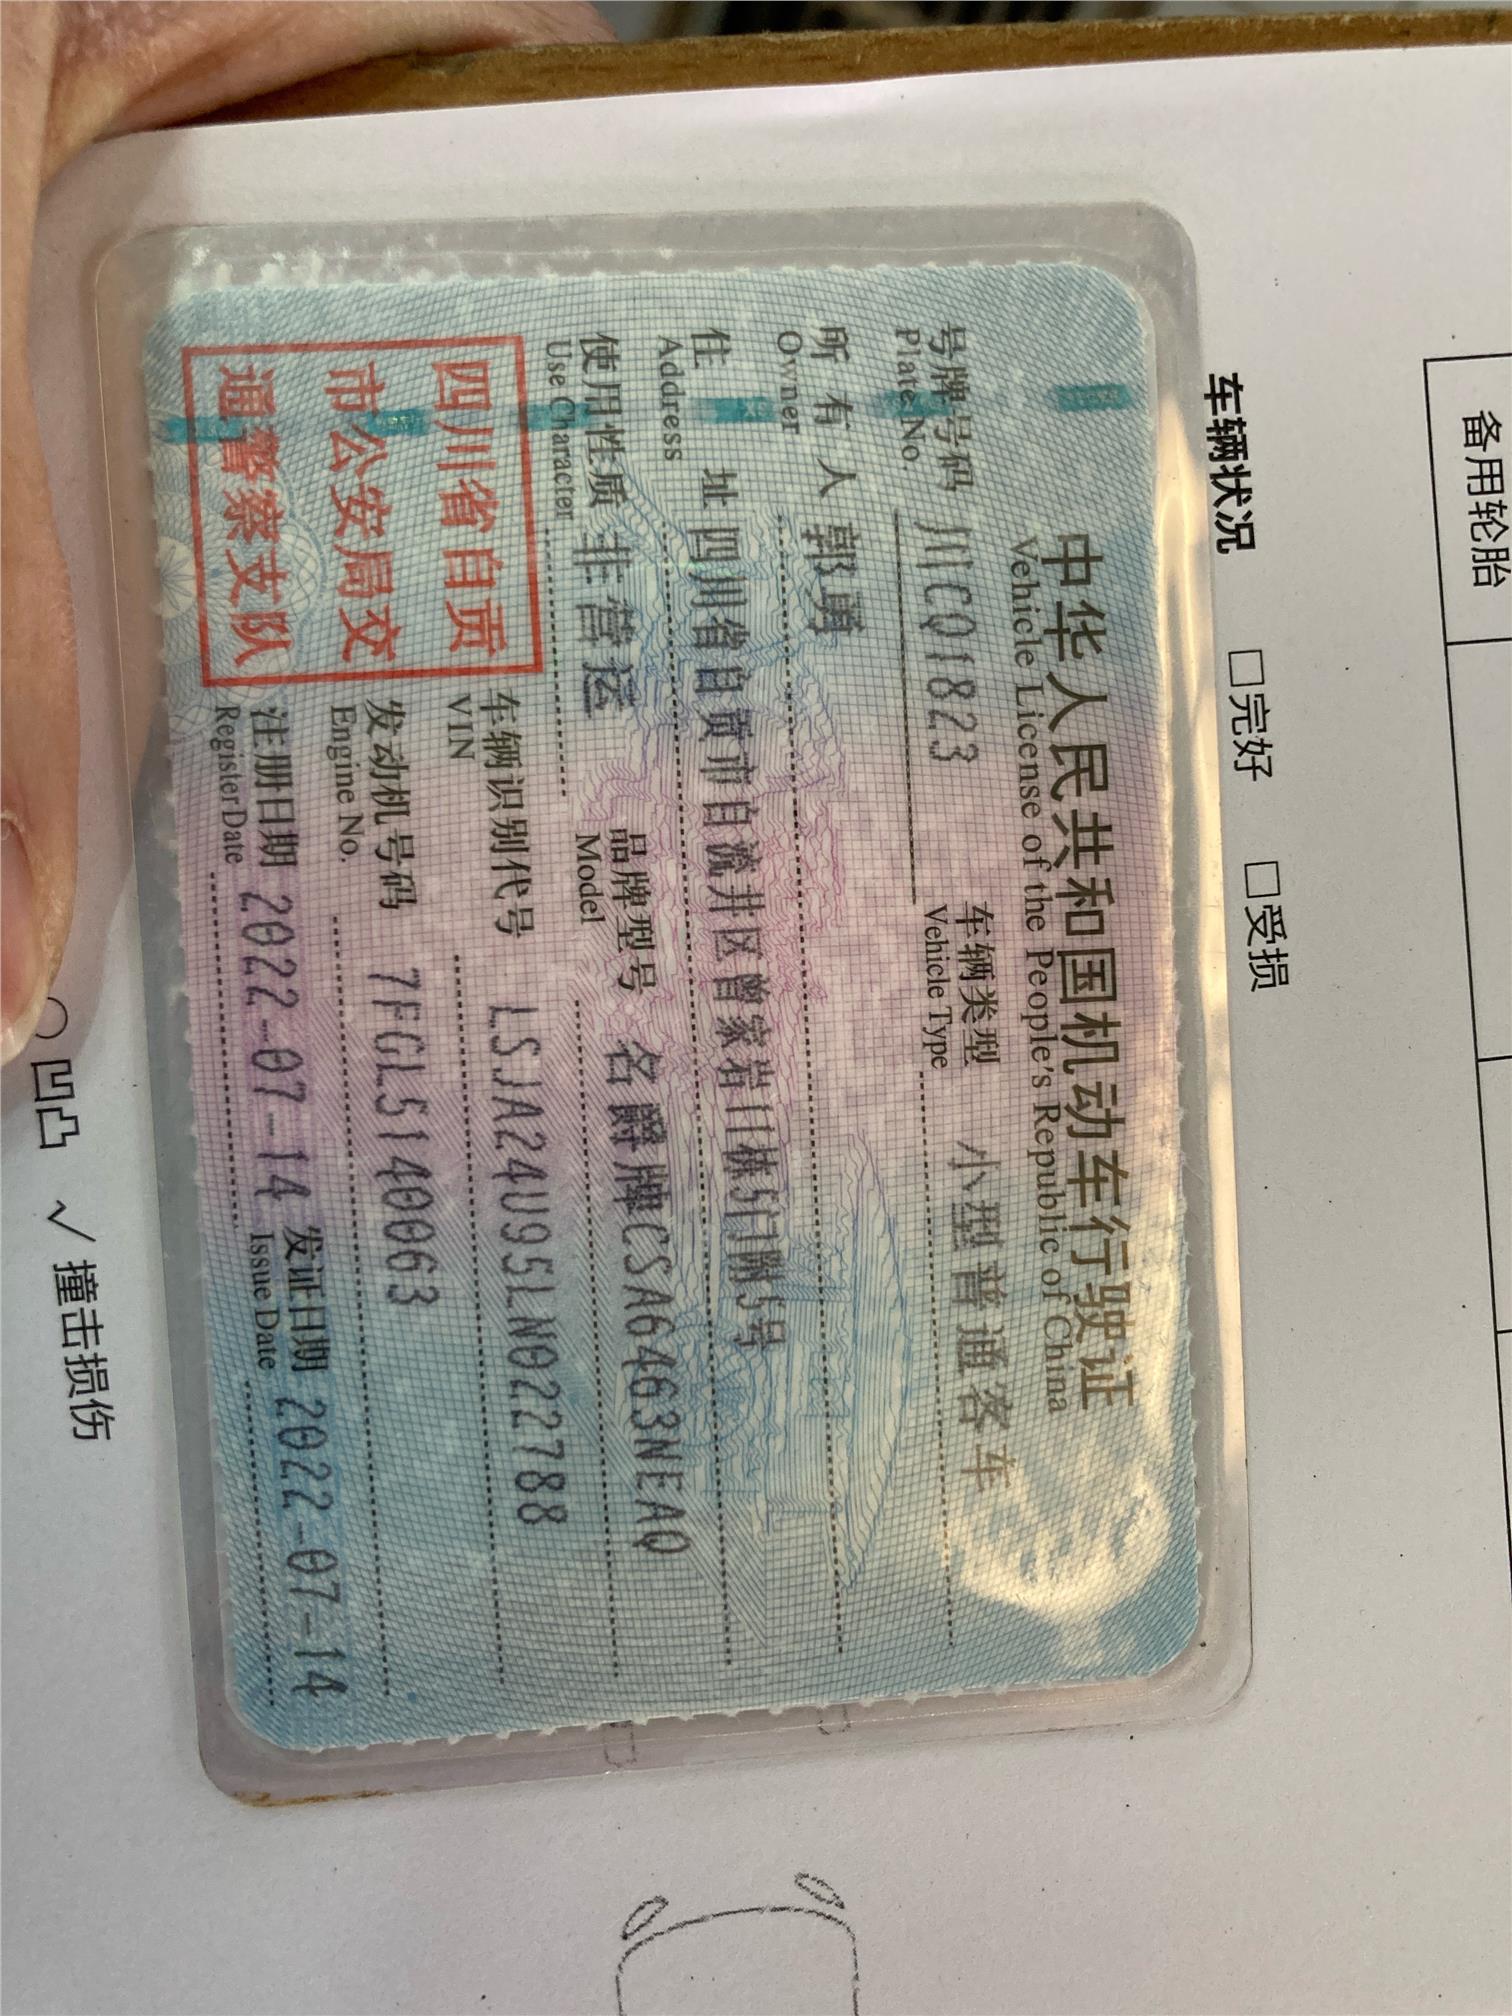 备用轮胎
车辆状况 □完好 □受损
中华人民共和国机动车行驶证
Vehicle License of the People's Republic of China
号牌号码 川CQ1823 车辆类型 小型普通客车
Plate No. Vehicle Type
所有人 郭勇
Owner
住址 四川省自贡市自流井区曾家岩川栋5门附5号
Address
使用性质 非营运 品牌型号 名爵牌CSA6463NEAQ
Use Character Model
四川省自贡
市公安局交
通警察支队
车辆识别代号 LSJA24U95LN022788
VIN
发动机号码 7FGL5140063
Engine No.
注册日期 2022-07-14 发证日期 2022-07-14
Register Date Issue Date
○ 凹凸 √ 撞击损伤